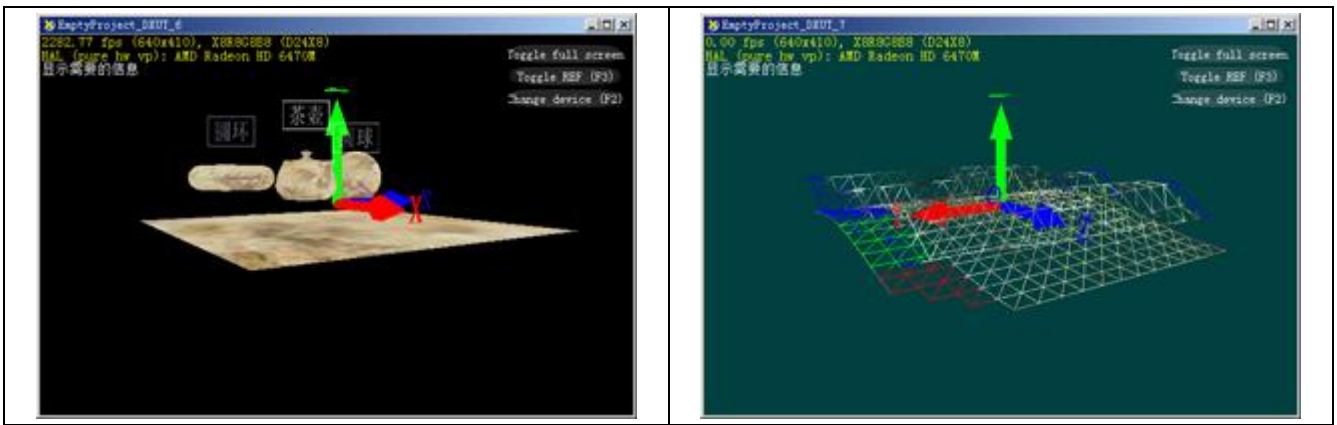 EmptyProject_DXUT_6
2282.77 fps (640x410), X8R8G8B8 (D24X8)
HAL (pure hw vp): AMD Radeon HD 6470M
显示需要的信息
Toggle full screen
Toggle REF (F3)
Change device (F2)
圆环
茶壶
球
X
EmptyProject_DXUT_7
0.00 fps (640x410), X8R8G8B8 (D24X8)
HAL (pure hw vp): AMD Radeon HD 6470M
显示需要的信息
Toggle full screen
Toggle REF (F3)
Change device (F2)